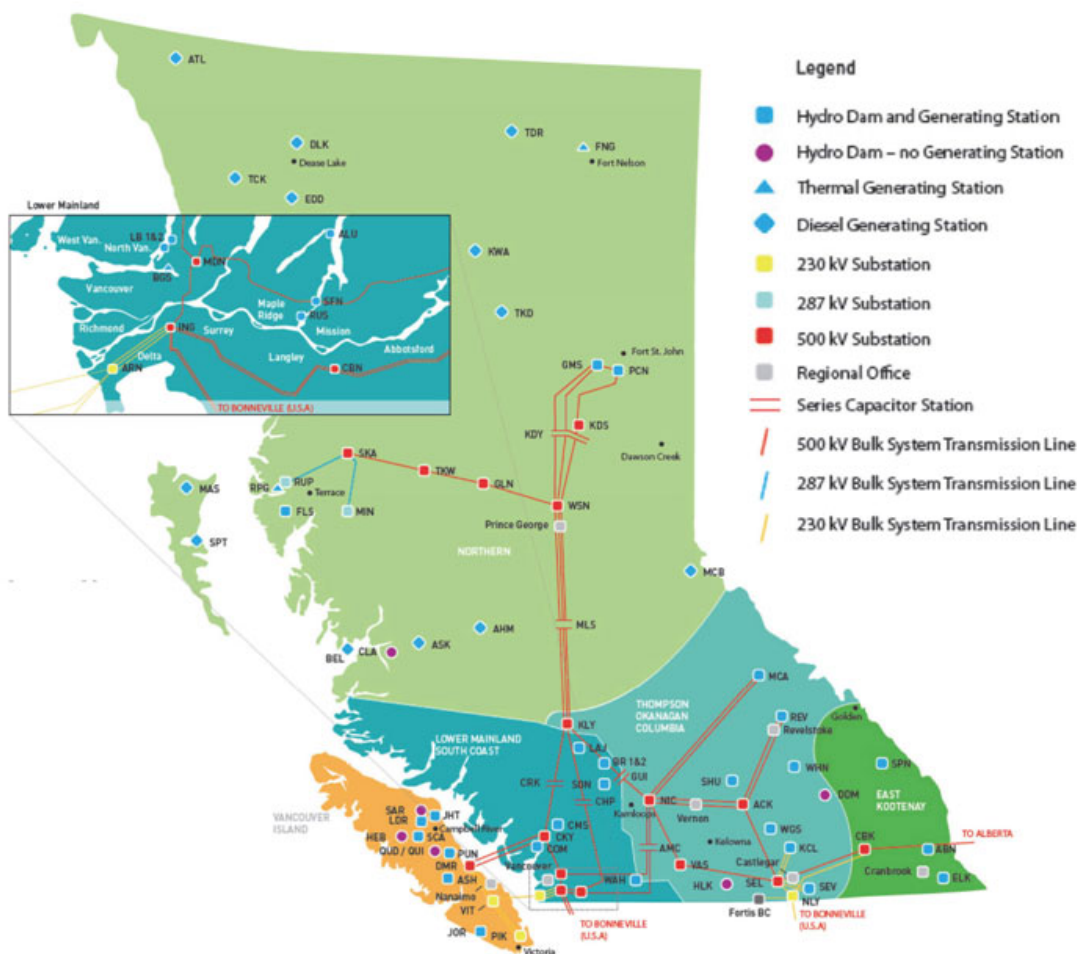 ATL
DLK
Dease Lake
TDR
FNG
Fort Nelson
TCK
EDD
KWA
TKD
Lower Mainland
West Van.
LB 1&2
North Van.
MDN
ALU
BGS
Vancouver
Maple
Ridge
SFN
RUS
Richmond
ING
Surrey
Mission
Delta
Langley
Abbotsford
ARN
CBN
TO BONNEVILLE (U.S.A)
Fort St. John
GMS
PCN
KDY
KDS
Dawson Creek
SKA
TKW
GLN
WSN
RUP
RPG
Terrace
FLS
MIN
Prince George
MAS
SPT
NORTHERN
MCB
MLS
AHM
ASK
BEL
CLA
MCA
THOMPSON
OKANAGAN
COLUMBIA
Golden
KLY
REV
Revelstoke
LOWER MAINLAND
SOUTH COAST
LAJ
BR 1&2
GUI
SON
CRK
CHP
SHU
WHN
SPN
NIC
Kamloops
Vernon
ACK
DDM
EAST
KOOTENAY
VANCOUVER
ISLAND
SAR
LDR
JHT
Campbell River
HEB
SCA
QUD / QUI
PUN
DMR
ASH
CMS
CKY
COM
Vancouver
AMC
Kelowna
WGS
KCL
CBK
TO ALBERTA
VAS
Castlegar
WAH
HLK
SEL
SEV
ABN
Cranbrook
ELK
Nanaimo
VIT
NLY
Fortis BC
JOR
PIK
Victoria
TO BONNEVILLE
(U.S.A)
TO BONNEVILLE
(U.S.A)
Legend
Hydro Dam and Generating Station
Hydro Dam – no Generating Station
Thermal Generating Station
Diesel Generating Station
230 kV Substation
287 kV Substation
500 kV Substation
Regional Office
Series Capacitor Station
500 kV Bulk System Transmission Line
287 kV Bulk System Transmission Line
230 kV Bulk System Transmission Line